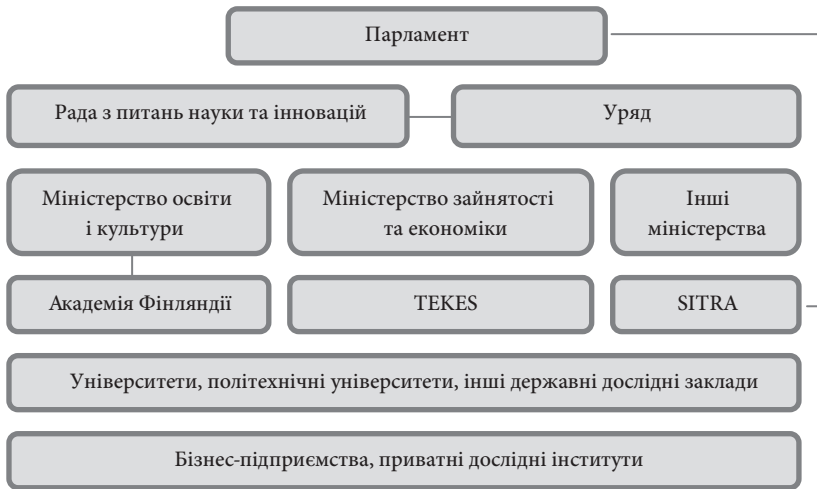 Парламент
Рада з питань науки та інновацій
Уряд
Міністерство освіти
і культури
Міністерство зайнятості
та економіки
Інші
міністерства
Академія Фінляндії
TEKES
SITRA
Університети, політехнічні університети, інші державні дослідні заклади
Бізнес-підприємства, приватні дослідні інститути